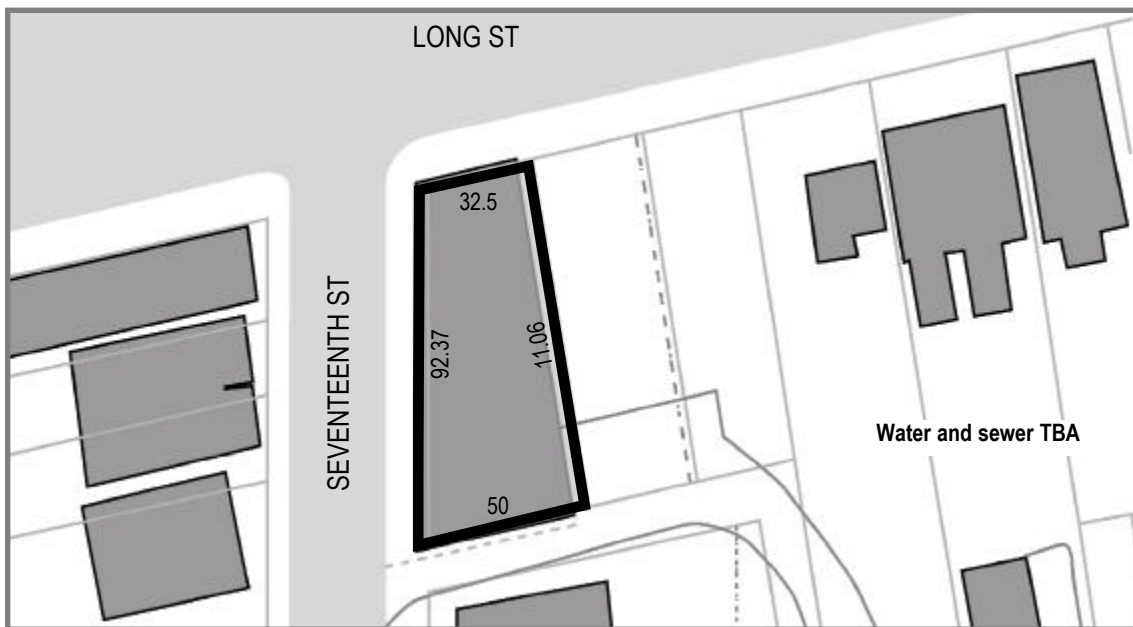 LONG ST
32.5
SEVENTEENTH ST
92.37
11.06
50
Water and sewer TBA